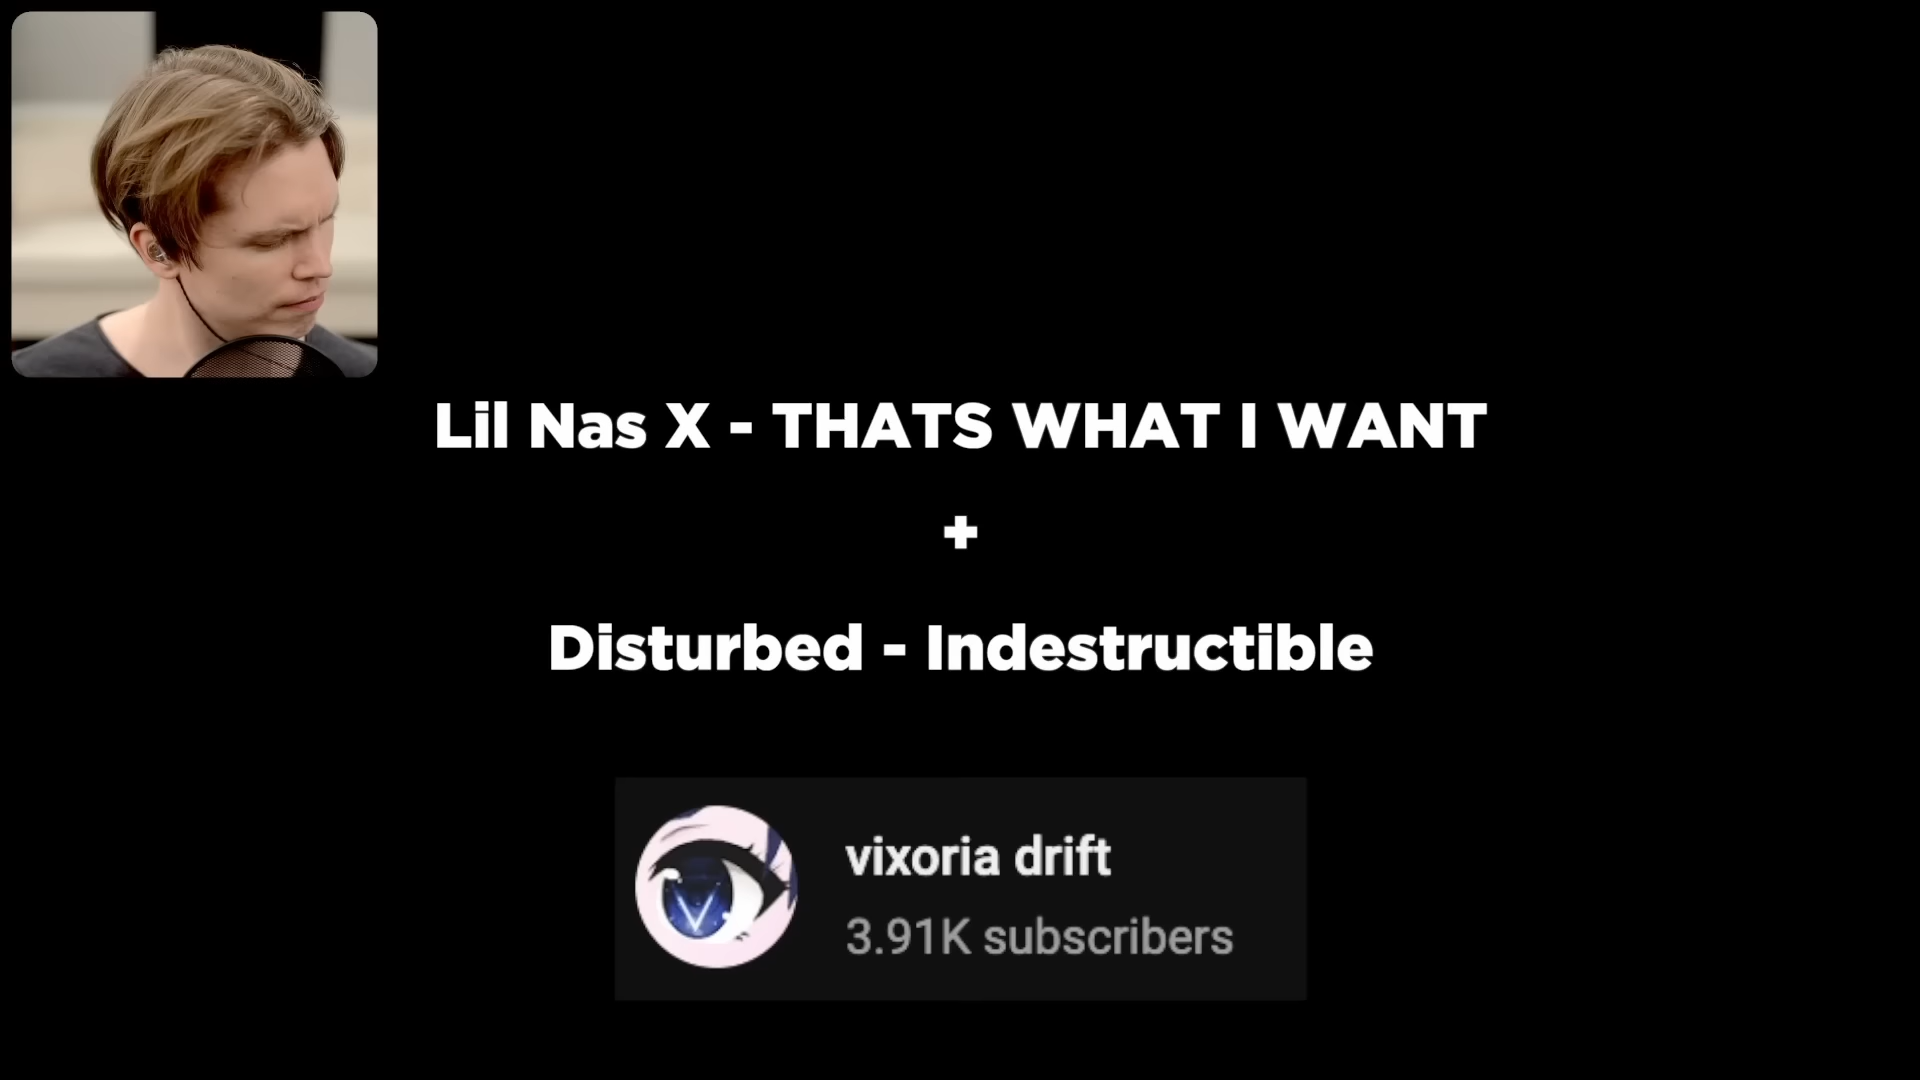 Lil Nas X - THATS WHAT I WANT
+
Disturbed - Indestructible
vixoria drift
3.91K subscribers